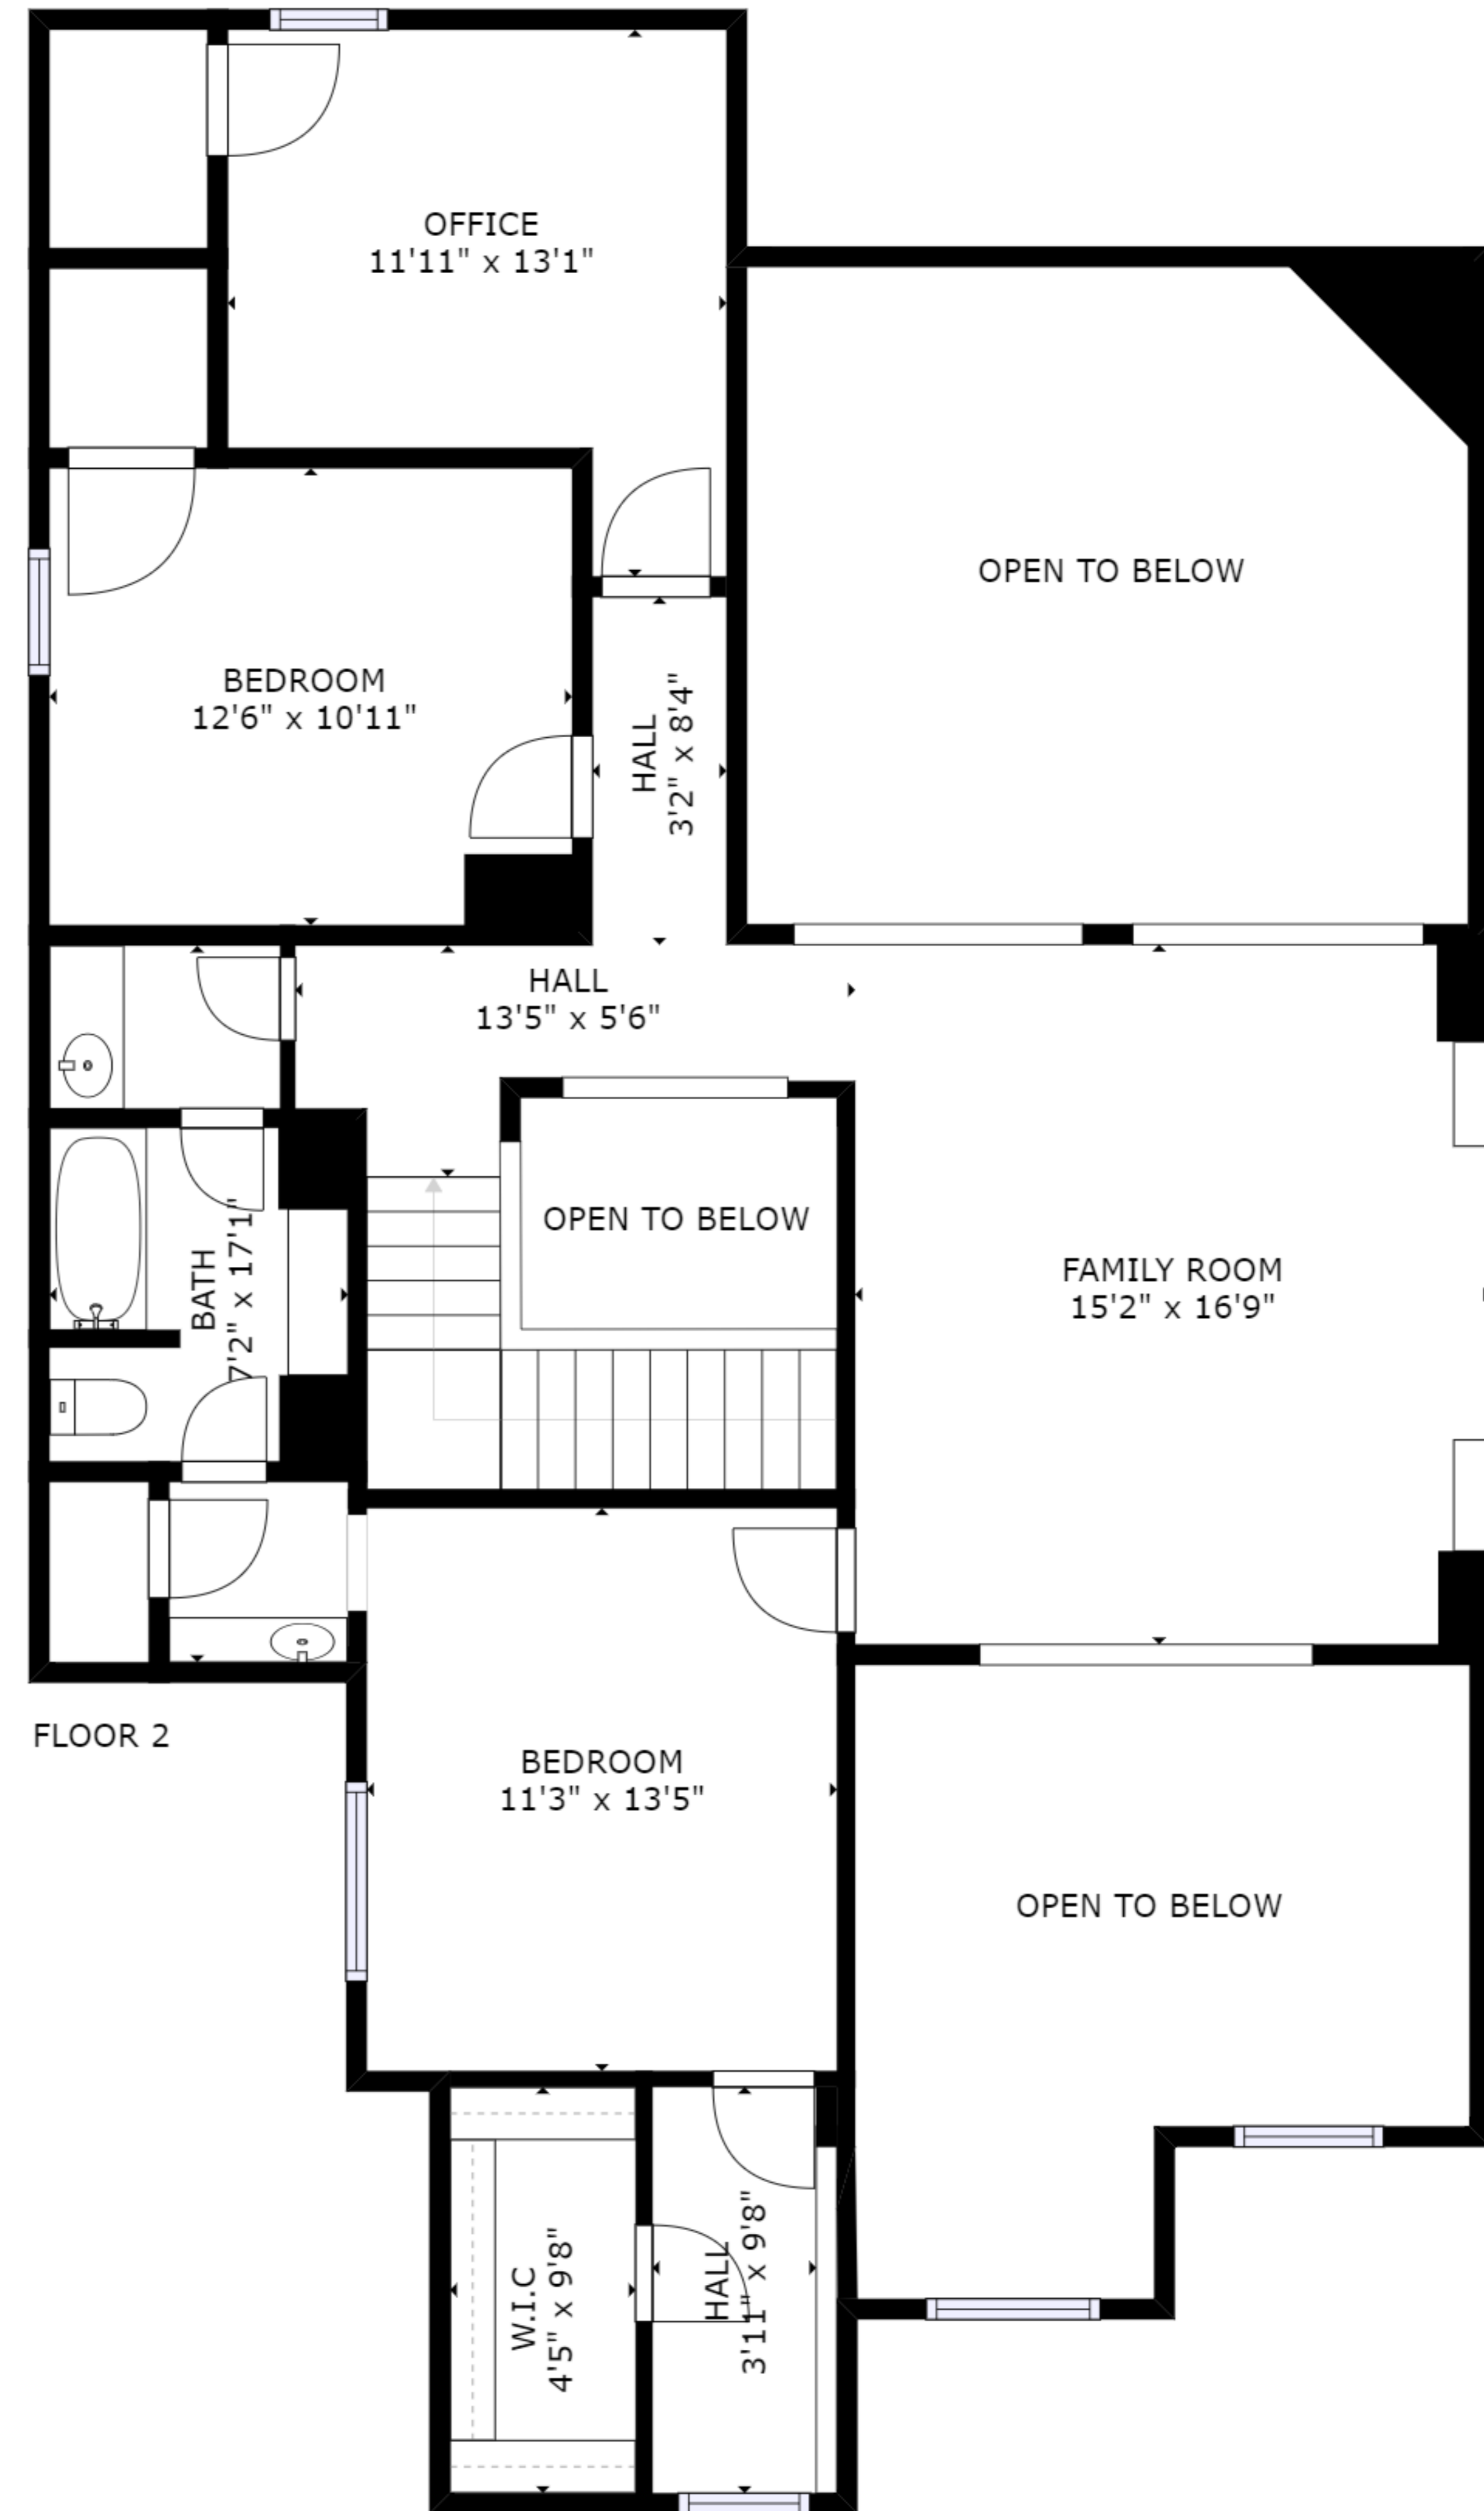 OFFICE
11'11" x 13'1"
OPEN TO BELOW
BEDROOM
12'6" x 10'11"
HALL
3'2" x 8'4"
HALL
13'5" x 5'6"
OPEN TO BELOW
BATH
7'2" x 17'1"
FAMILY ROOM
15'2" x 16'9"
FLOOR 2
BEDROOM
11'3" x 13'5"
OPEN TO BELOW
W.I.C
4'5" x 9'8"
HALL
3'11" x 9'8"